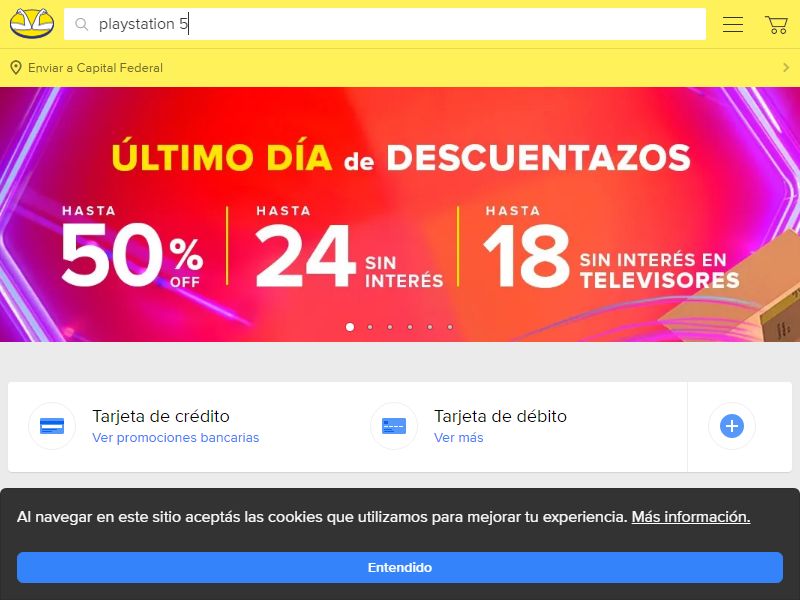 playstation 5
Enviar a Capital Federal
ÚLTIMO DÍA de DESCUENTAZOS
HASTA
50% OFF
HASTA
24 SIN INTERÉS
HASTA
18 SIN INTERÉS EN TELEVISORES
Tarjeta de crédito
Ver promociones bancarias
Tarjeta de débito
Ver más
Al navegar en este sitio aceptás las cookies que utilizamos para mejorar tu experiencia. Más información.
Entendido